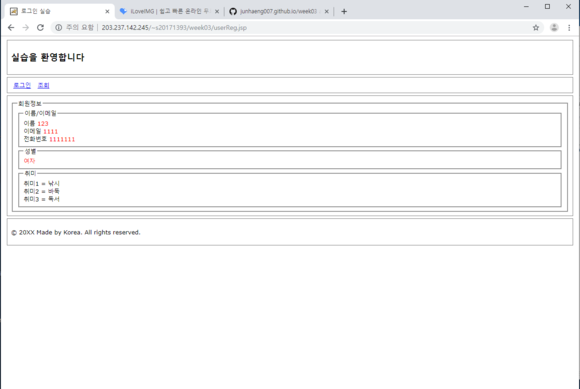 로그인 실습
iLoveIMG | 쉽고 빠른 온라인 무
junhaeng007.github.io/week03
주의 요함 | 203.237.142.245/~s20171393/week03/userReg.jsp
실습을 환영합니다
로그인 조회
회원정보
이름/이메일
이름 123
이메일 1111
전화번호 1111111
성별
여자
취미
취미1 = 낚시
취미2 = 바둑
취미3 = 독서
© 20XX Made by Korea. All rights reserved.